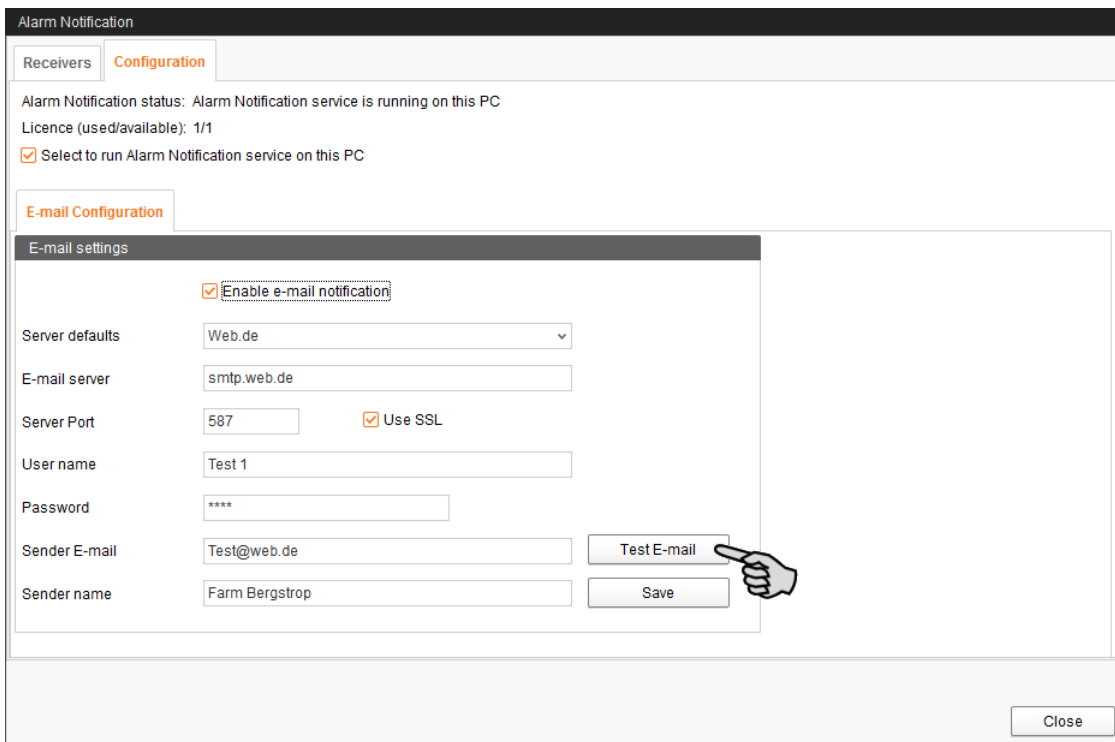 Alarm Notification
Receivers Configuration
Alarm Notification status: Alarm Notification service is running on this PC
Licence (used/available): 1/1
Select to run Alarm Notification service on this PC
E-mail Configuration
E-mail settings
Enable e-mail notification
Server defaults Web.de
E-mail server smtp.web.de
Server Port 587 Use SSL
User name Test 1
Password ****
Sender E-mail Test@web.de Test E-mail
Sender name Farm Bergstrop Save
Close